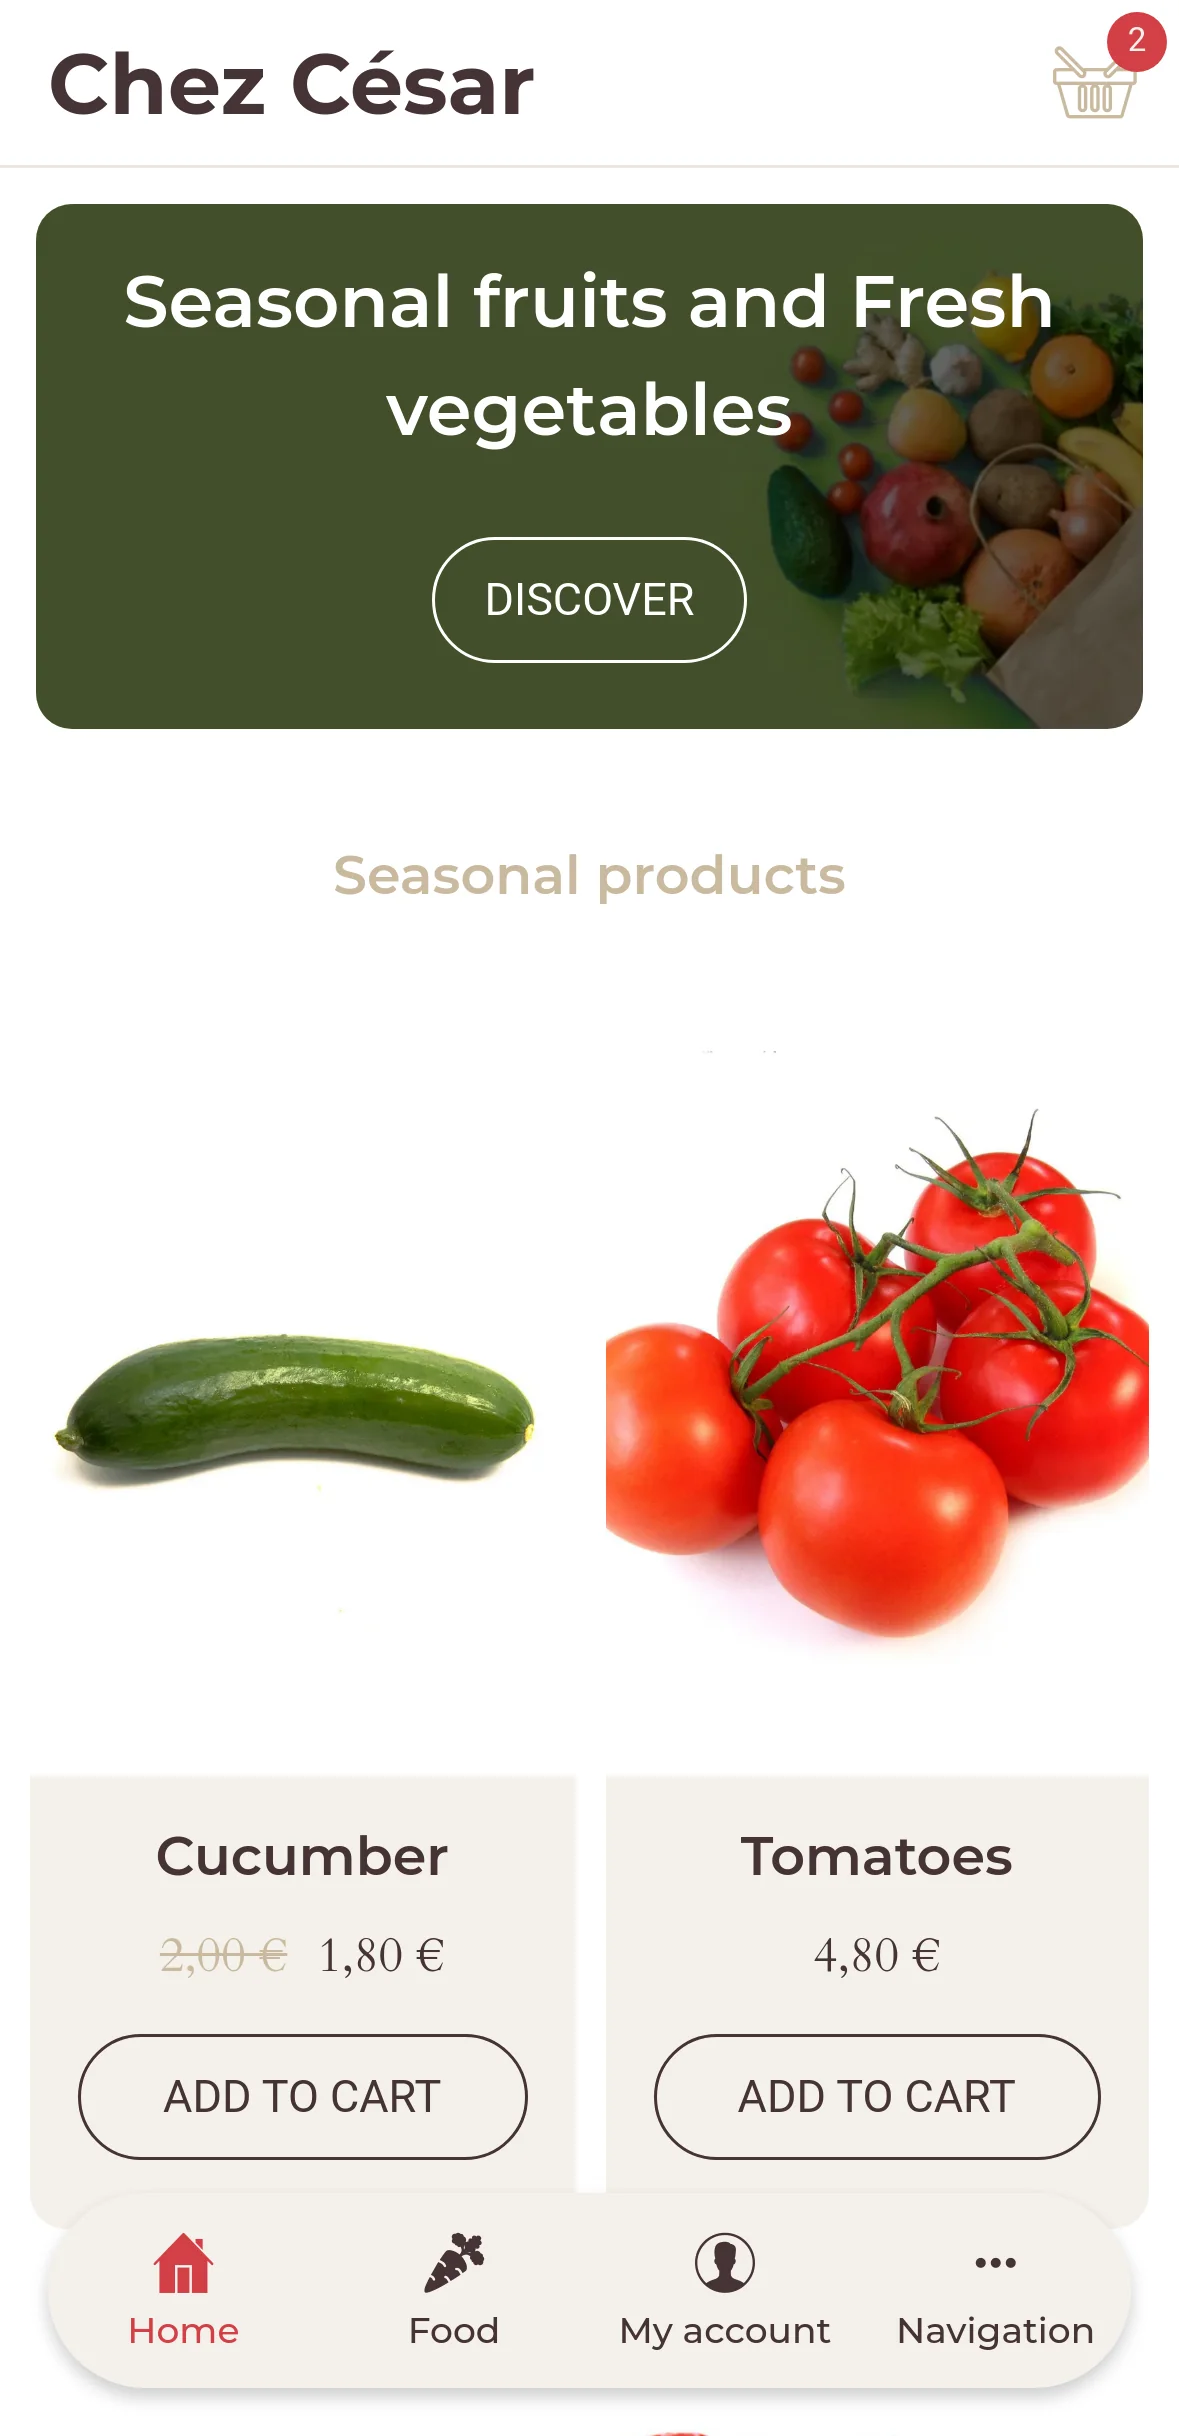 Chez César
2
Seasonal fruits and Fresh
vegetables
DISCOVER
Seasonal products
Cucumber
2,00 € 1,80 €
ADD TO CART
Tomatoes
4,80 €
ADD TO CART
Home
Food
My account
Navigation